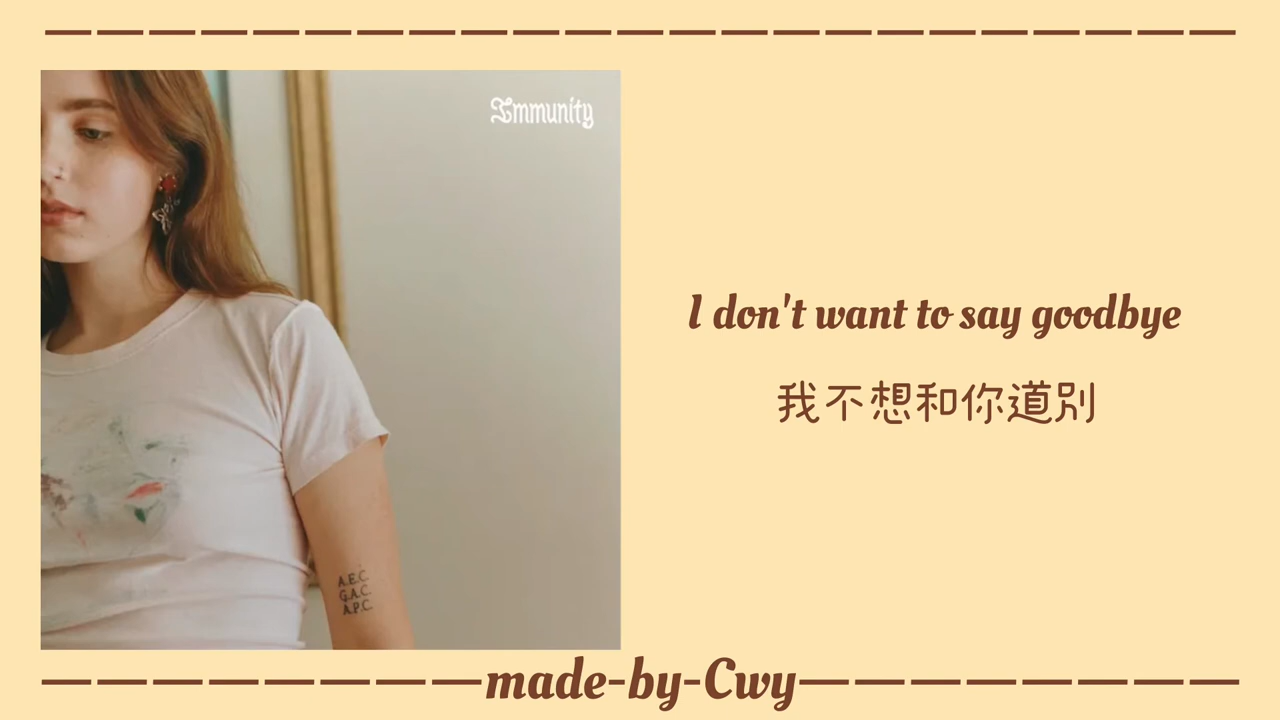 Immunity
I don't want to say goodbye
我不想和你道別
A.E.C.
G.A.C.
A.P.C.
made-by-Cwy